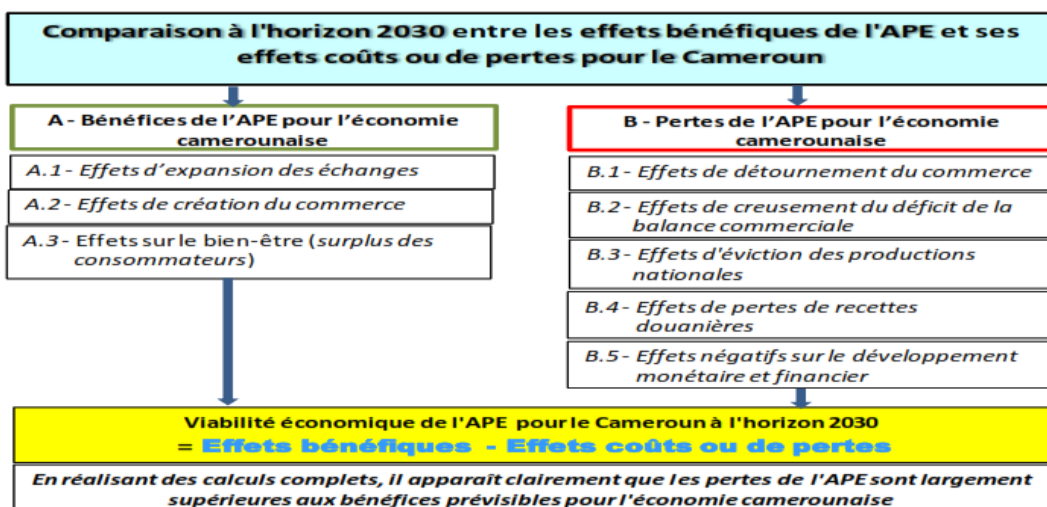 Comparaison à l'horizon 2030 entre les effets bénéfiques de l'APE et ses
effets coûts ou de pertes pour le Cameroun
A - Bénéfices de l’APE pour l’économie
camerounaise
A.1- Effets d’expansion des échanges
A.2 - Effets de création du commerce
A.3 - Effets sur le bien-être (surplus des
consommateurs)
B - Pertes de l’APE pour l’économie
camerounaise
B.1 - Effets de détournement du commerce
B.2 - Effets de creusement du déficit de la
balance commerciale
B.3 - Effets d'éviction des productions
nationales
B.4 - Effets de pertes de recettes
douanières
B.5 - Effets négatifs sur le développement
monétaire et financier
Viabilité économique de l'APE pour le Cameroun à l'horizon 2030
= Effets bénéfiques - Effets coûts ou de pertes
En réalisant des calculs complets, il apparaît clairement que les pertes de l'APE sont largement
supérieures aux bénéfices prévisibles pour l'économie camerounaise